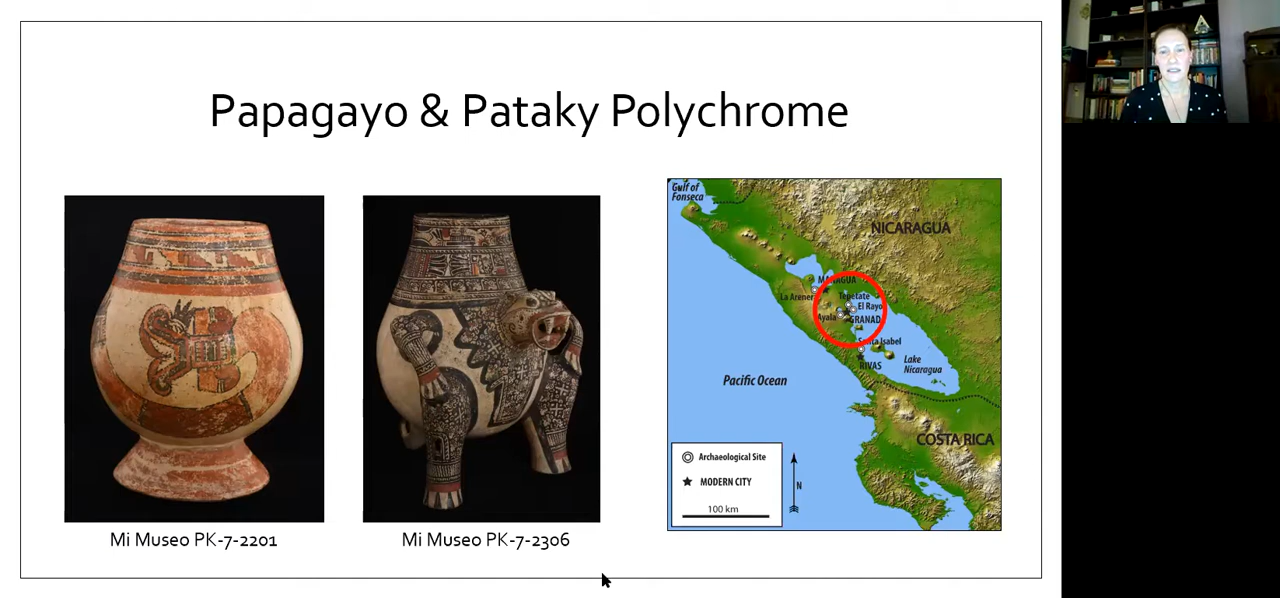 Papagayo & Pataky Polychrome
Mi Museo PK-7-2201
Mi Museo PK-7-2306
Gulf of
Fonseca
NICARAGUA
MANAGUA
La Arenera
Tepetate
El Rayo
Ayala
GRANADA
Santa Isabel
RIVAS
Lake
Nicaragua
Pacific Ocean
COSTA RICA
Archaeological Site
MODERN CITY
N
100 km